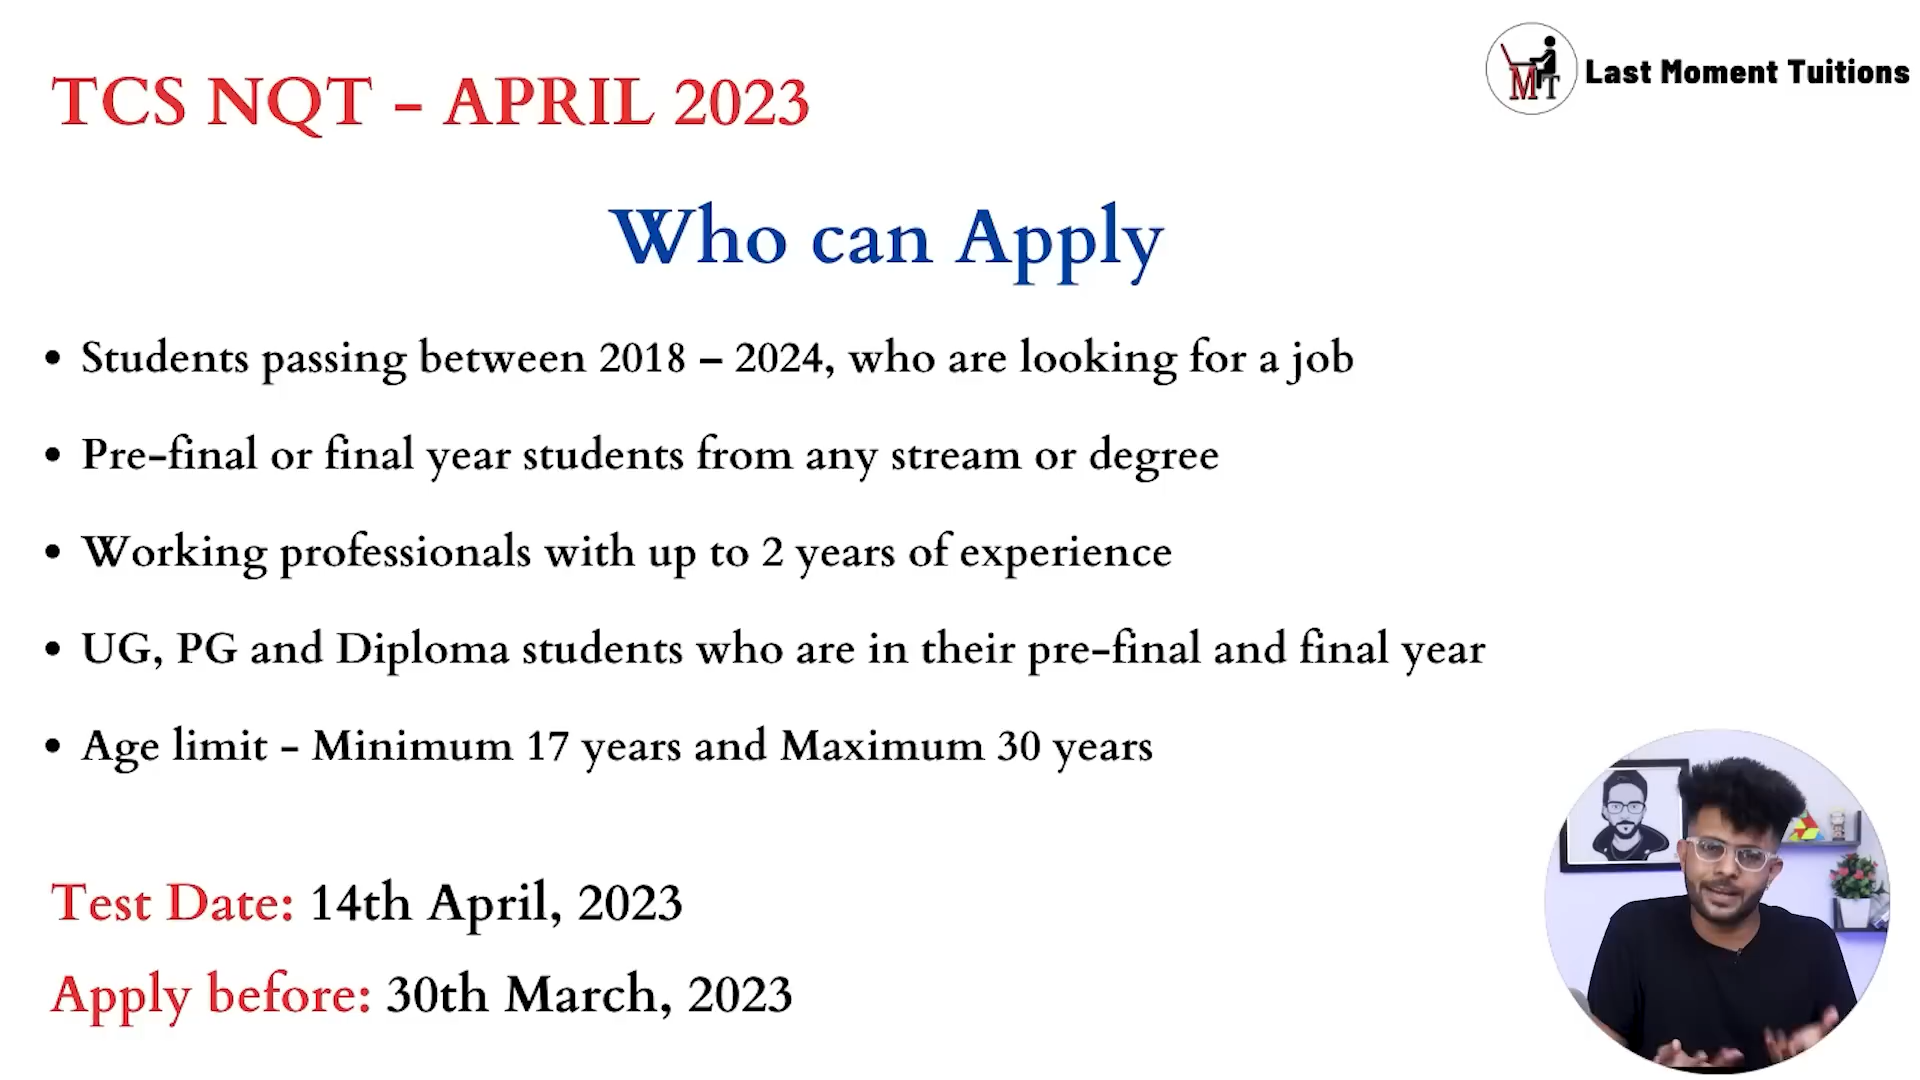 TCS NQT - APRIL 2023
MT
Last Moment Tuitions
Who can Apply
• Students passing between 2018 – 2024, who are looking for a job
• Pre-final or final year students from any stream or degree
• Working professionals with up to 2 years of experience
• UG, PG and Diploma students who are in their pre-final and final year
• Age limit - Minimum 17 years and Maximum 30 years
Test Date: 14th April, 2023
Apply before: 30th March, 2023